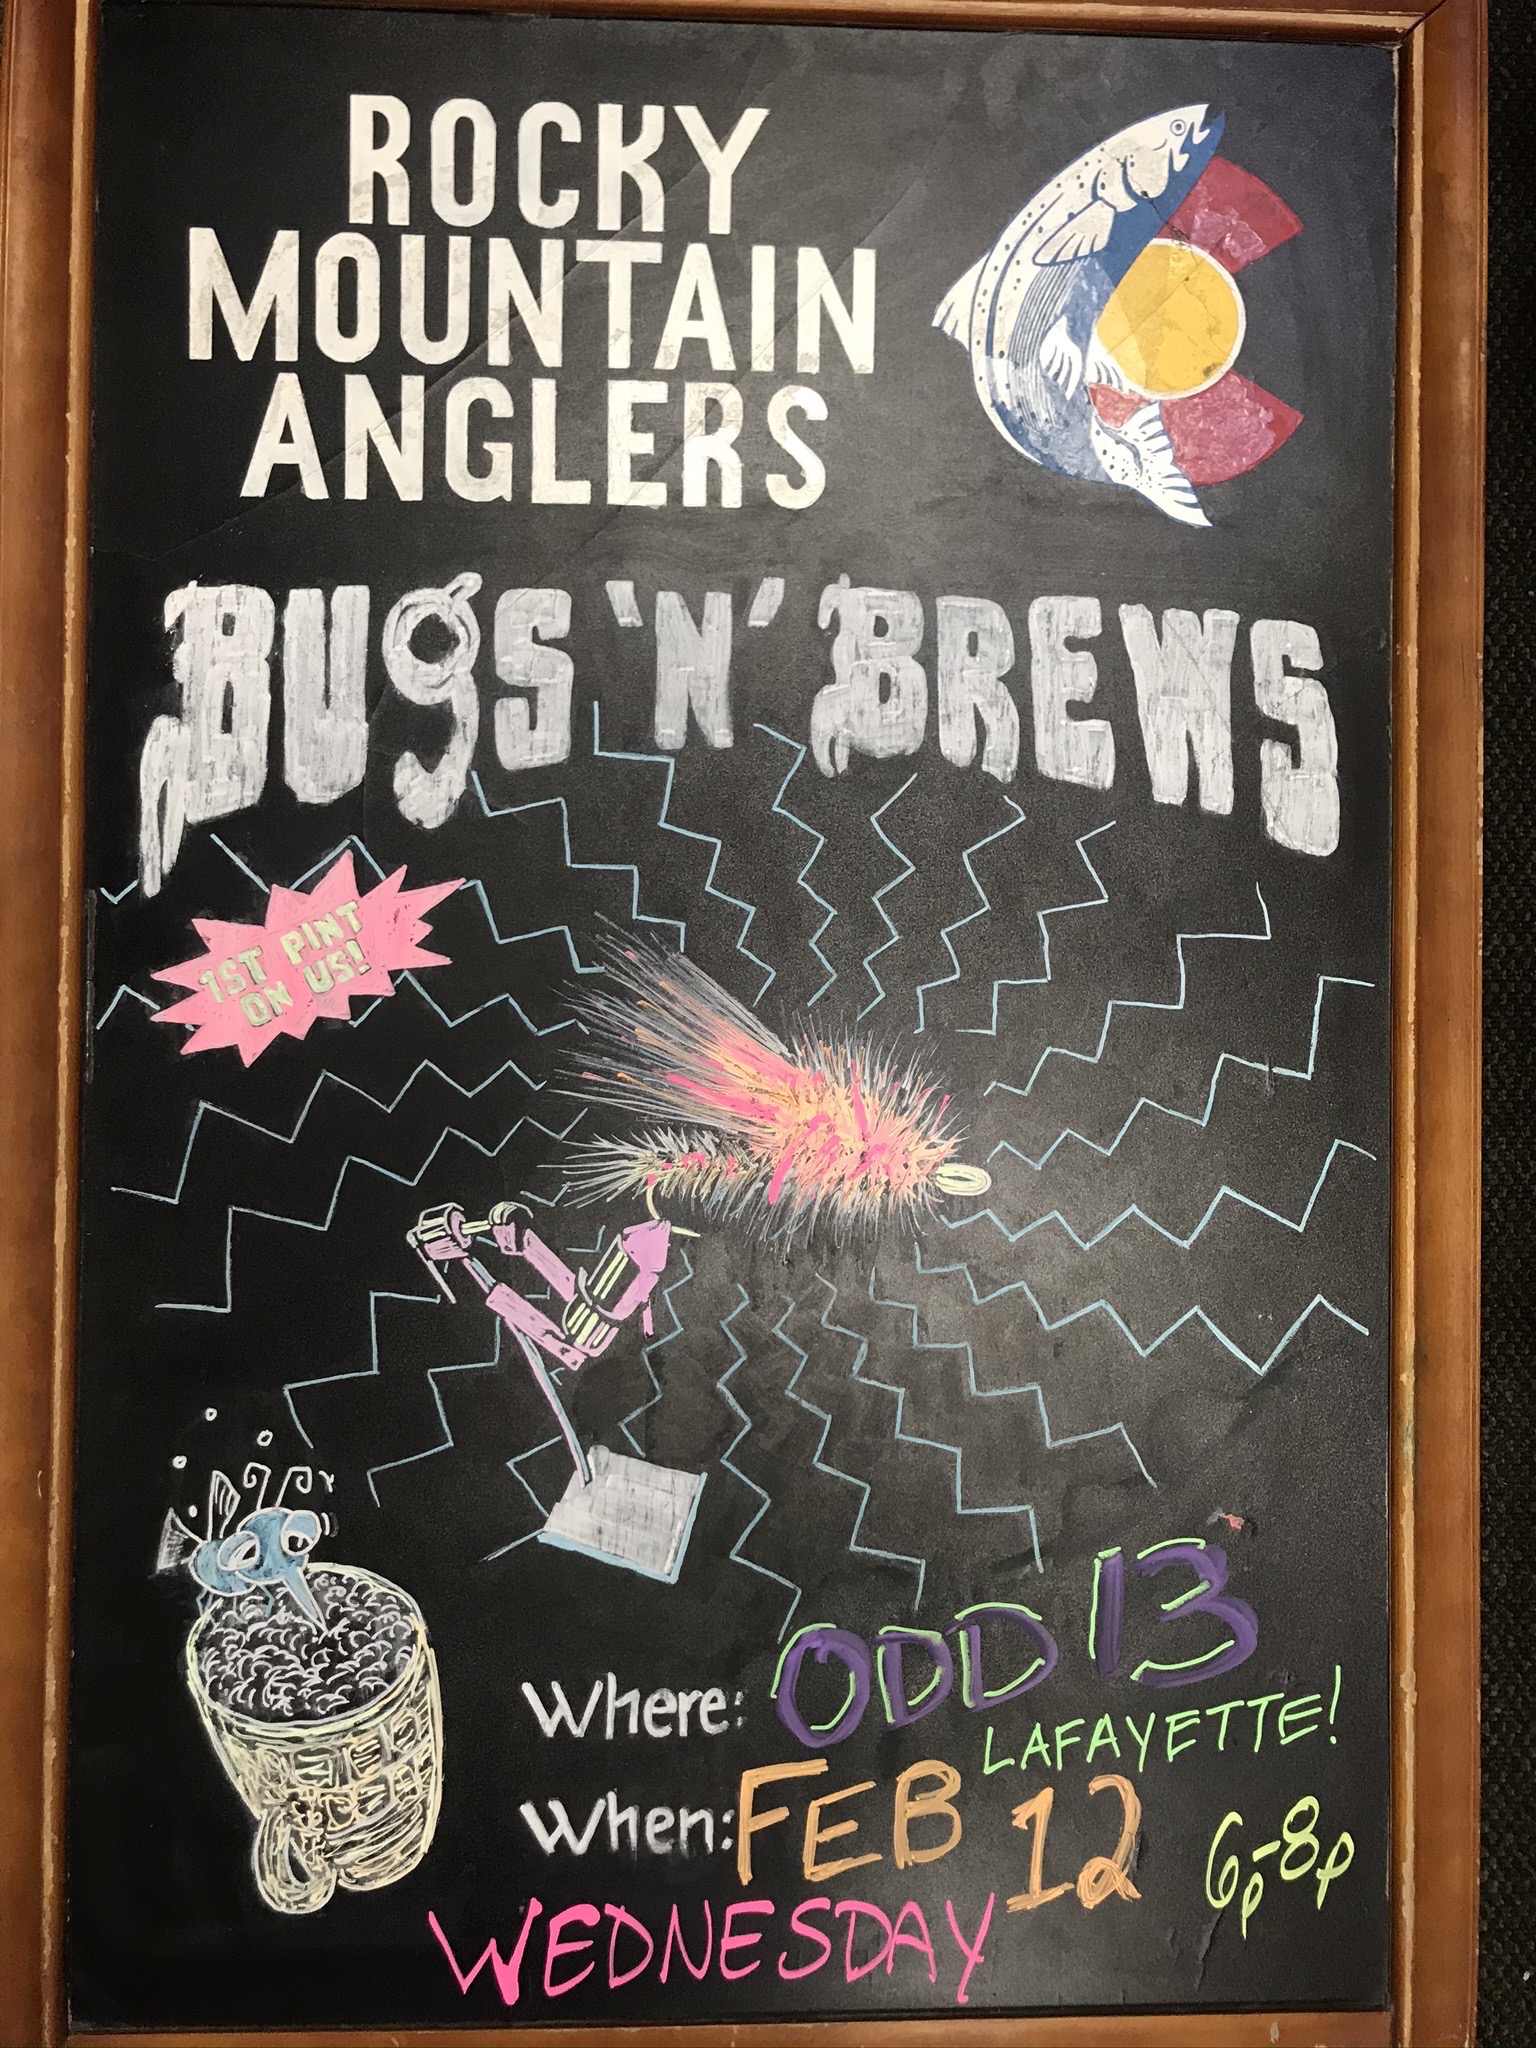 ROCKY
MOUNTAIN
ANGLERS
BUGS 'N' BREWS
1ST PINT
ON US!
Where: ODD 13
LAFAYETTE!
When: FEB 12 6p-8p
WEDNESDAY